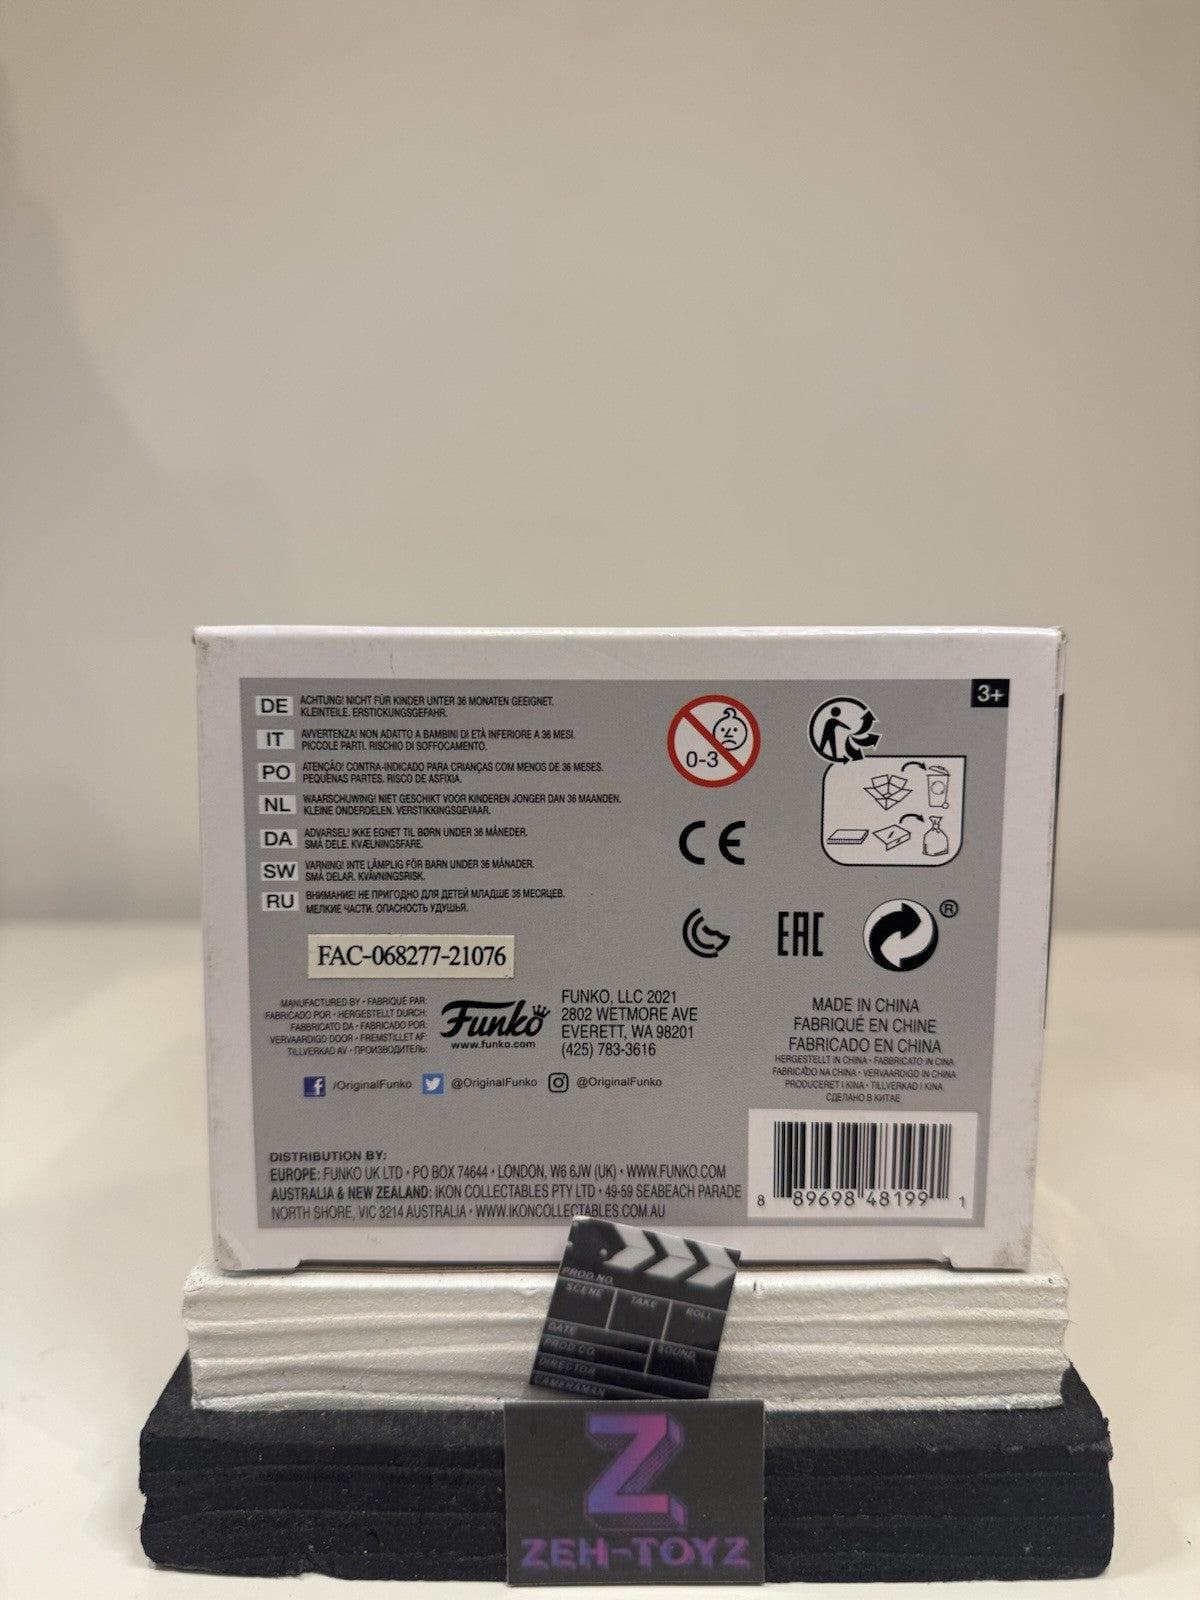 3+
DE ACHTUNG! NICHT FÜR KINDER UNTER 36 MONATEN GEEIGNET.
KLEINTEILE. ERSTICKUNGSGEFAHR.
IT AVVERTENZA! NON ADATTO A BAMBINI DI ETÀ INFERIORE A 36 MESI.
PICCOLE PARTI. RISCHIO DI SOFFOCAMENTO.
PO ATENÇÃO! CONTRA-INDICADO PARA CRIANÇAS COM MENOS DE 36 MESES.
PEQUENAS PARTES. RISCO DE ASFIXIA.
NL WAARSCHUWING! NIET GESCHIKT VOOR KINDEREN JONGER DAN 36 MAANDEN.
KLEINE ONDERDELEN. VERSTIKKINGSGEVAAR.
DA ADVARSEL! IKKE EGNET TIL BØRN UNDER 36 MÅNEDER.
SMÅ DELE. KVÆLNINGSFARE.
SW VARNING! INTE LÄMPLIG FÖR BARN UNDER 36 MÅNADER.
SMÅ DELAR. KVÄVNINGSRISK.
RU ВНИМАНИЕ! НЕ ПРИГОДНО ДЛЯ ДЕТЕЙ МЛАДШЕ 36 МЕСЯЦЕВ.
МЕЛКИЕ ЧАСТИ. ОПАСНОСТЬ УДУШЬЯ.
0-3
CE
EAC
®
FAC-068277-21076
MANUFACTURED BY • FABRIQUÉ PAR:
FABRICADO POR • HERGESTELLT DURCH:
FABBRICATO DA • FABRICADO POR:
VERVAARDIGD DOOR • FREMSTILLET AF:
TILLVERKAD AV • ПРОИЗВОДИТЕЛЬ:
Funko
www.funko.com
FUNKO, LLC 2021
2802 WETMORE AVE
EVERETT, WA 98201
(425) 783-3616
MADE IN CHINA
FABRIQUÉ EN CHINE
FABRICADO EN CHINA
HERGESTELLT IN CHINA • FABBRICATO IN CINA
FABRICADO NA CHINA • VERVAARDIGD IN CHINA
PRODUCERET I KINA • TILLVERKAD I KINA
СДЕЛАНО В КИТАЕ
/OriginalFunko @OriginalFunko @OriginalFunko
DISTRIBUTION BY:
EUROPE: FUNKO UK LTD • PO BOX 74644 • LONDON, W6 6JW (UK) • WWW.FUNKO.COM
AUSTRALIA & NEW ZEALAND: IKON COLLECTABLES PTY LTD • 49-59 SEABEACH PARADE
NORTH SHORE, VIC 3214 AUSTRALIA • WWW.IKONCOLLECTABLES.COM.AU
8 89698 48199 1
PROD.NO.
SCENE TAKE ROLL
DATE SOUND
PROD.CO.
DIRECTOR
CAMERAMAN
Z
ZEH-TOYZ